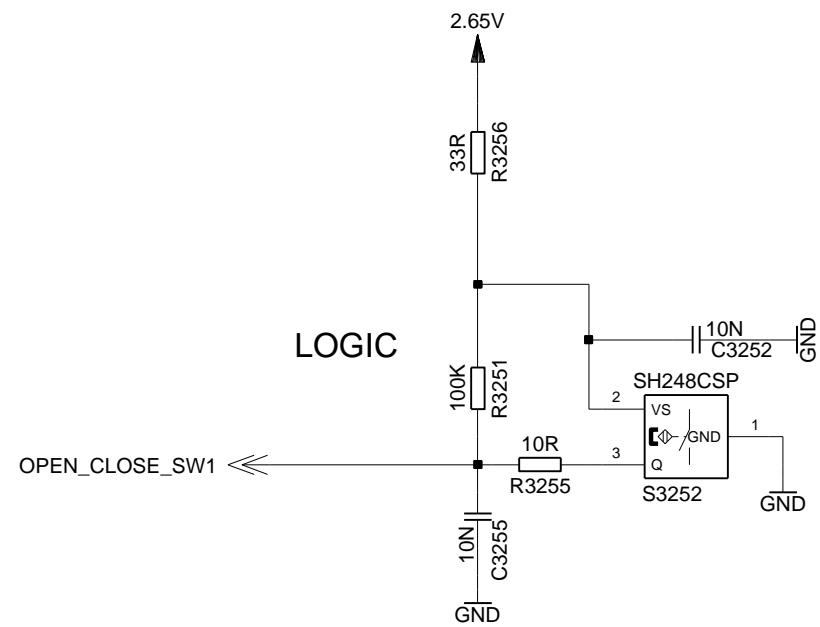 2.65V
33R
R3256
LOGIC
10N
C3252
GND
100K
R3251
SH248CSP
2
VS
GND
1
OPEN_CLOSE_SW1
10R
R3255
3
Q
S3252
GND
10N
C3255
GND